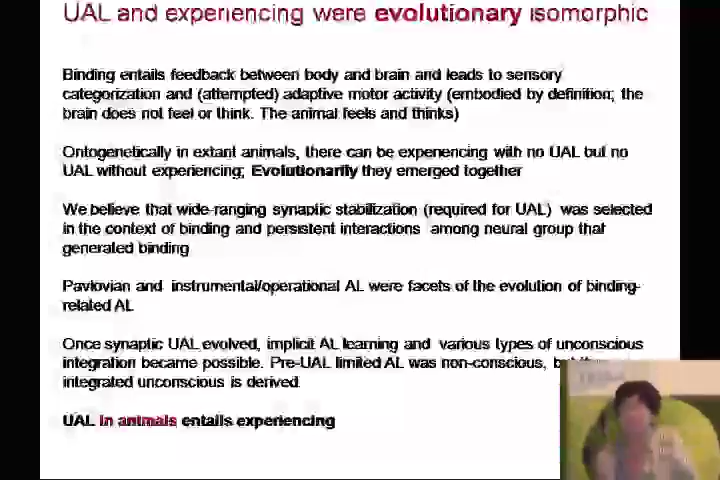 UAL and experiencing were evolutionary isomorphic
Binding entails feedback between body and brain and leads to sensory
categorization and (attempted) adaptive motor activity (embodied by definition; the
brain does not feel or think. The animal feels and thinks)
Ontogenetically in extant animals, there can be experiencing with no UAL but no
UAL without experiencing; Evolutionarily they emerged together
We believe that wide-ranging synaptic stabilization (required for UAL) was selected
in the context of binding and persistent interactions among neural group that
generated binding
Pavlovian and instrumental/operational AL were facets of the evolution of binding-
related AL
Once synaptic UAL evolved, implicit AL learning and various types of unconscious
integration became possible. Pre-UAL limited AL was non-conscious,
integrated unconscious is derived
UAL in animals entails experiencing